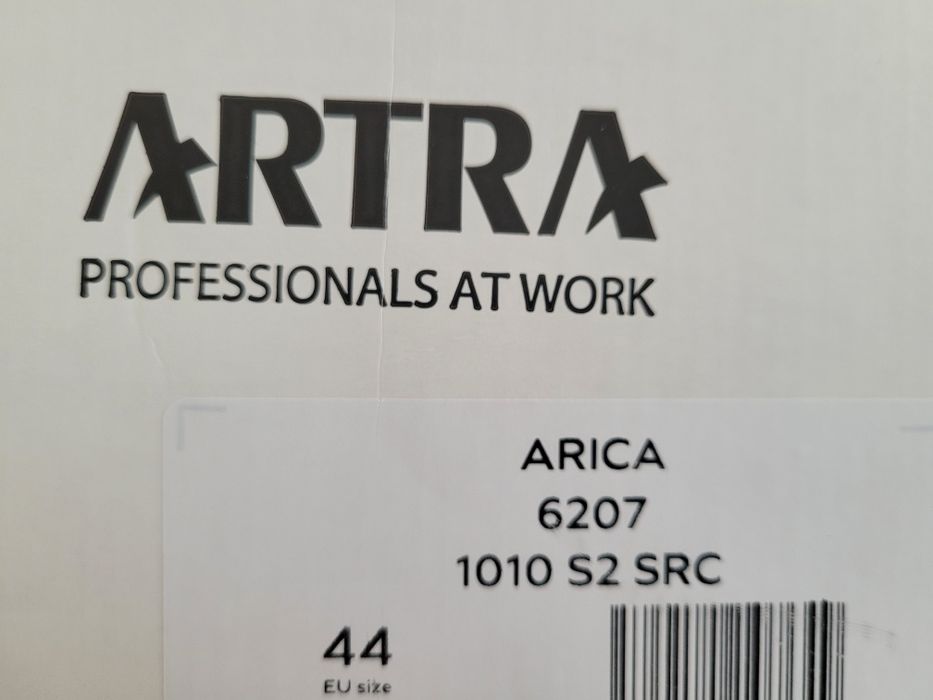 ARTRA
PROFESSIONALS AT WORK
ARICA
6207
1010 S2 SRC
44
EU size